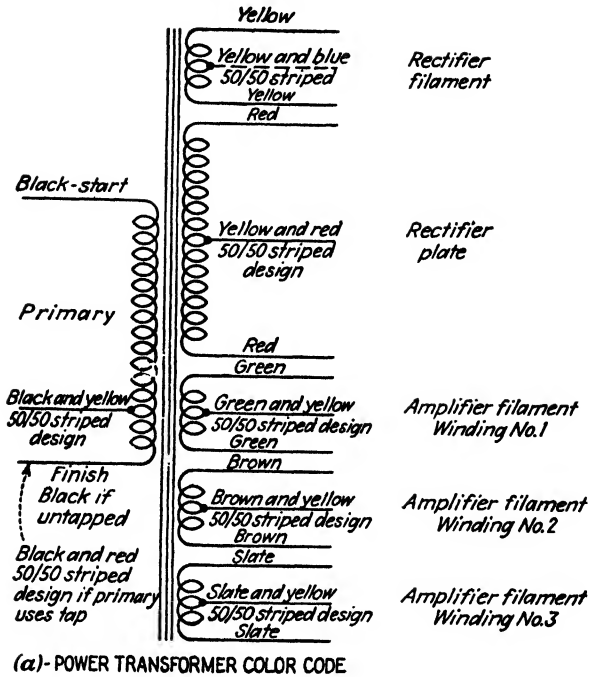 Yellow
Yellow and blue
50/50 striped
Yellow
Rectifier
filament
Red
Black-start
Yellow and red
50/50 striped
design
Rectifier
plate
Primary
Red
Green
Black and yellow
50/50 striped
design
Green and yellow
50/50 striped design
Green
Amplifier filament
Winding No.1
Finish
Black if
untapped
Brown
Brown and yellow
50/50 striped design
Brown
Amplifier filament
Winding No.2
Black and red
50/50 striped
design if primary
uses tap
Slate
Slate and yellow
50/50 striped design
Slate
Amplifier filament
Winding No.3
(a)- POWER TRANSFORMER COLOR CODE